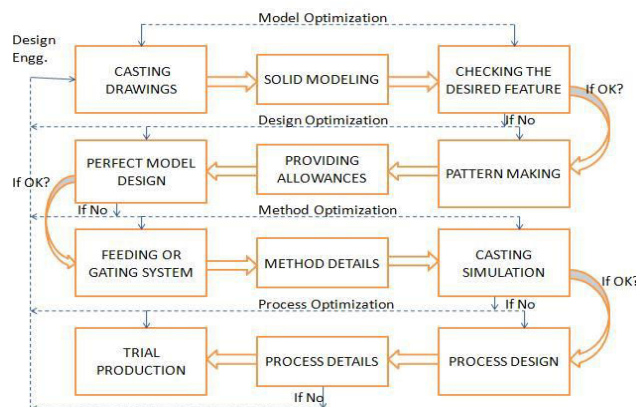 Model Optimization
Design
Engg.
CASTING
DRAWINGS
SOLID MODELING
CHECKING THE
DESIRED FEATURE
If OK?
If No
Design Optimization
PERFECT MODEL
DESIGN
PROVIDING
ALLOWANCES
PATTERN MAKING
If OK?
If No
Method Optimization
FEEDING OR
GATING SYSTEM
METHOD DETAILS
CASTING
SIMULATION
If OK?
If No
Process Optimization
TRIAL
PRODUCTION
PROCESS DETAILS
PROCESS DESIGN
If No